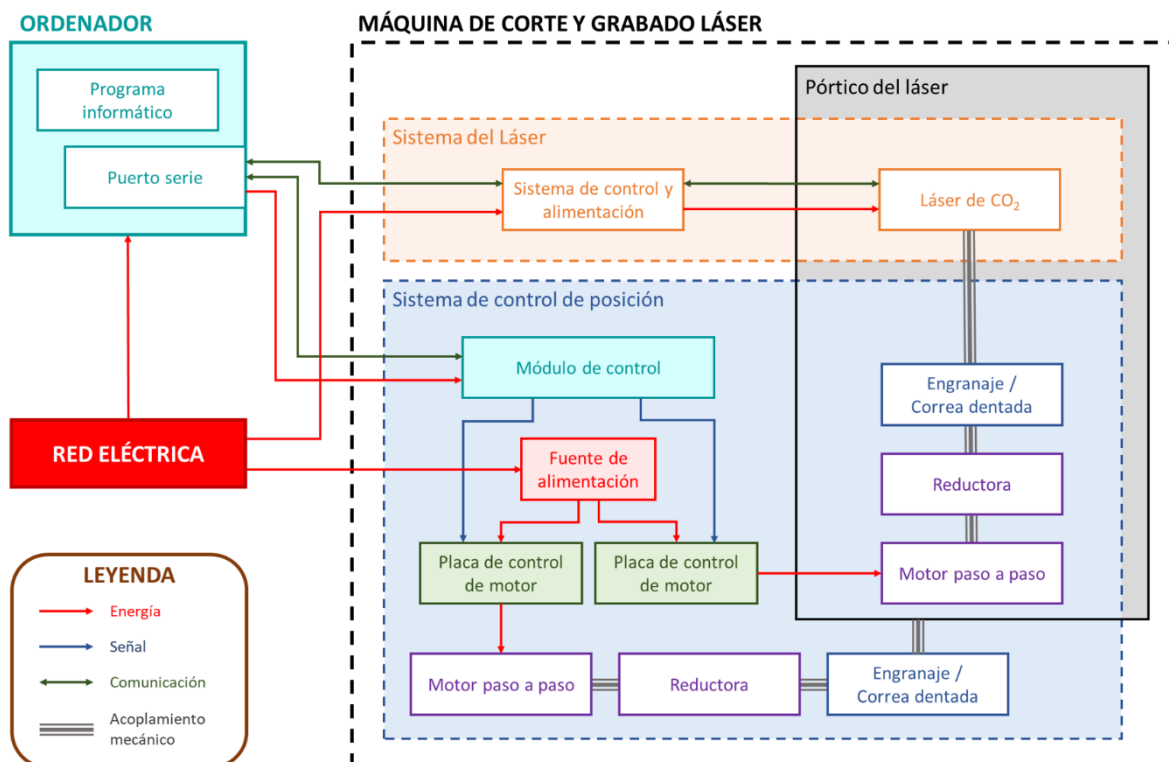 ORDENADOR
Programa
informático
Puerto serie
RED ELÉCTRICA
LEYENDA
Energía
Señal
Comunicación
Acoplamiento
mecánico
MÁQUINA DE CORTE Y GRABADO LÁSER
Pórtico del láser
Sistema del Láser
Sistema de control y
alimentación
Láser de CO₂
Sistema de control de posición
Módulo de control
Engranaje /
Correa dentada
Fuente de
alimentación
Reductora
Placa de control
de motor
Placa de control
de motor
Motor paso a paso
Motor paso a paso
Reductora
Engranaje /
Correa dentada